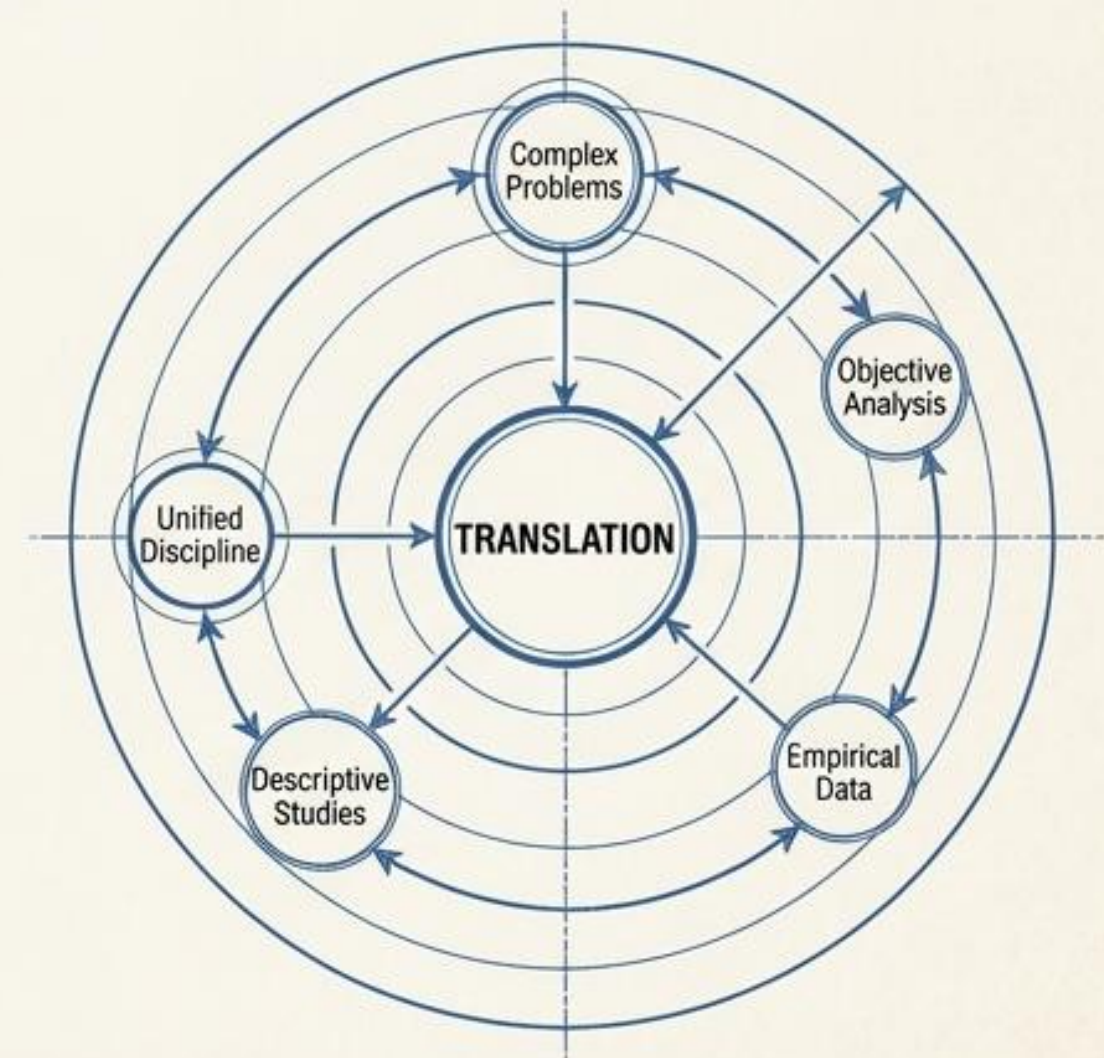 Complex
Problems
Objective
Analysis
Unified
Discipline
TRANSLATION
Descriptive
Studies
Empirical
Data